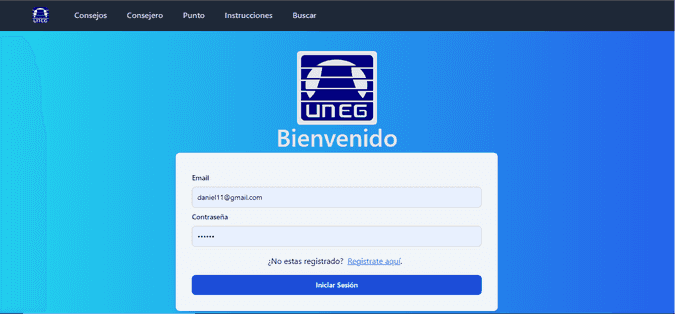 Consejos Consejero Punto Instrucciones Buscar
UNEG
Bienvenido
Email
daniel11@gmail.com
Contraseña
••••••
¿No estas registrado? Registrate aquí.
Iniciar Sesión